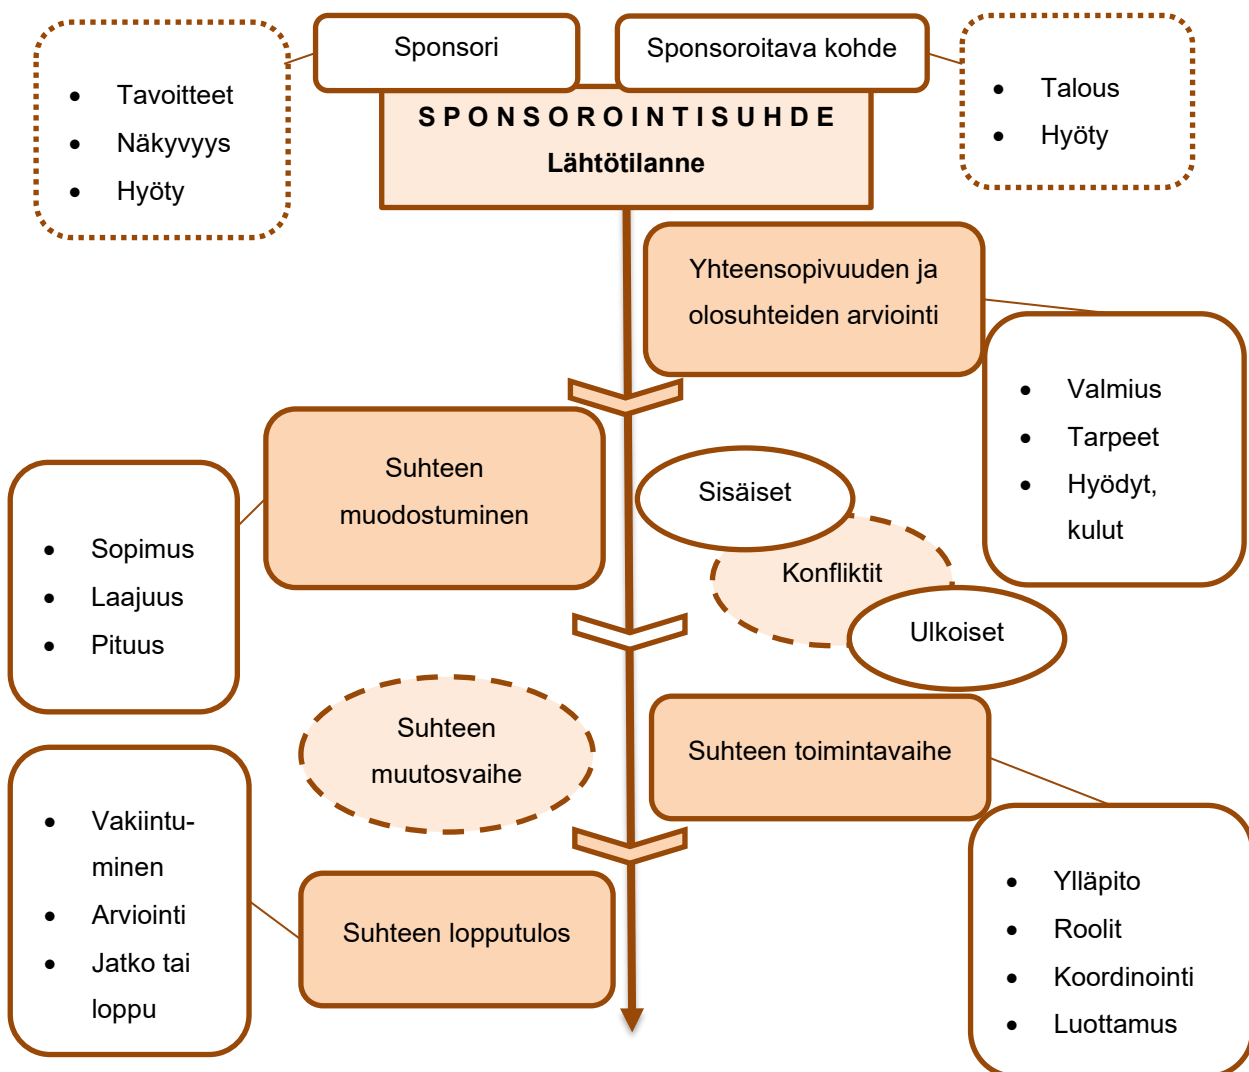 Sponsori
Sponsoroitava kohde
• Tavoitteet
• Näkyvyys
• Hyöty
• Talous
• Hyöty
SPONSOROINTISUHDE
Lähtötilanne
Yhteensopivuuden ja
olosuhteiden arviointi
• Valmius
• Tarpeet
• Hyödyt,
kulut
Suhteen
muodostuminen
• Sopimus
• Laajuus
• Pituus
Sisäiset
Konfliktit
Ulkoiset
Suhteen
muutosvaihe
Suhteen toimintavaihe
• Ylläpito
• Roolit
• Koordinointi
• Luottamus
Suhteen lopputulos
• Vakiintu-
minen
• Arviointi
• Jatko tai
loppu